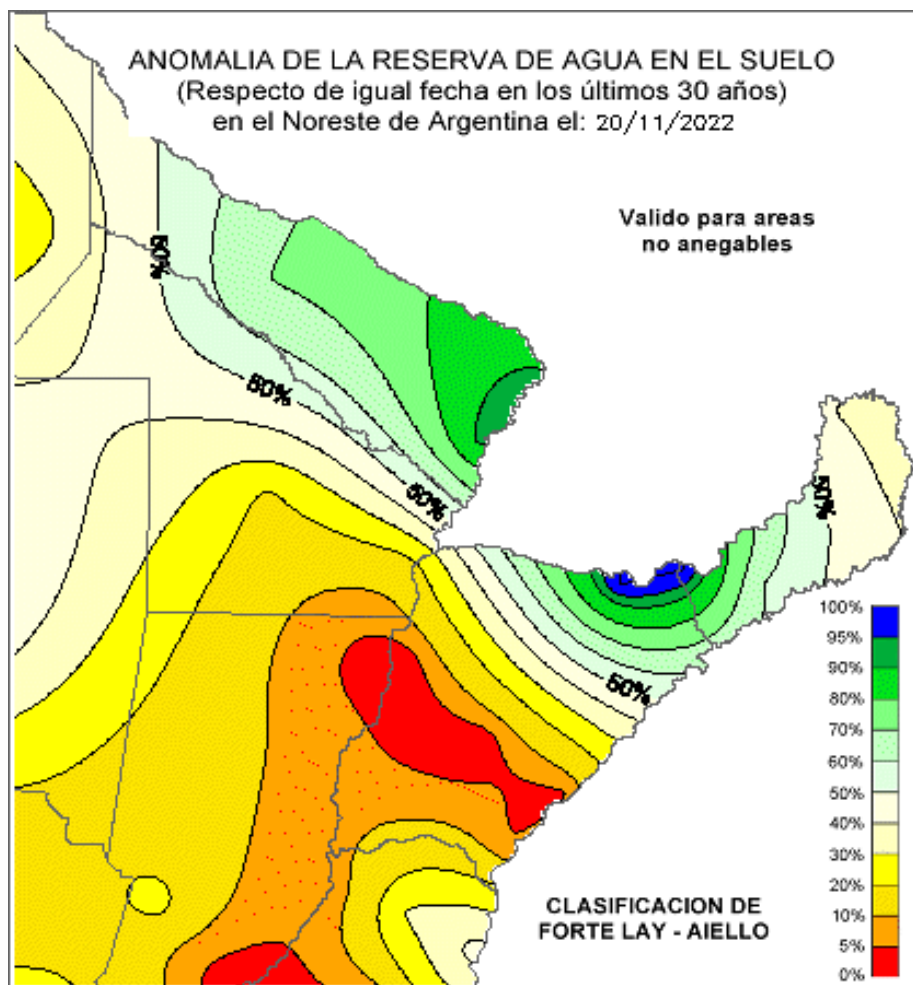 ANOMALIA DE LA RESERVA DE AGUA EN EL SUELO
(Respecto de igual fecha en los últimos 30 años)
en el Noreste de Argentina el: 20/11/2022
Valido para areas
no anegables
50%
50%
50%
50%
50%
100%
95%
90%
80%
70%
60%
50%
40%
30%
20%
10%
5%
0%
CLASIFICACION DE
FORTE LAY - AIELLO